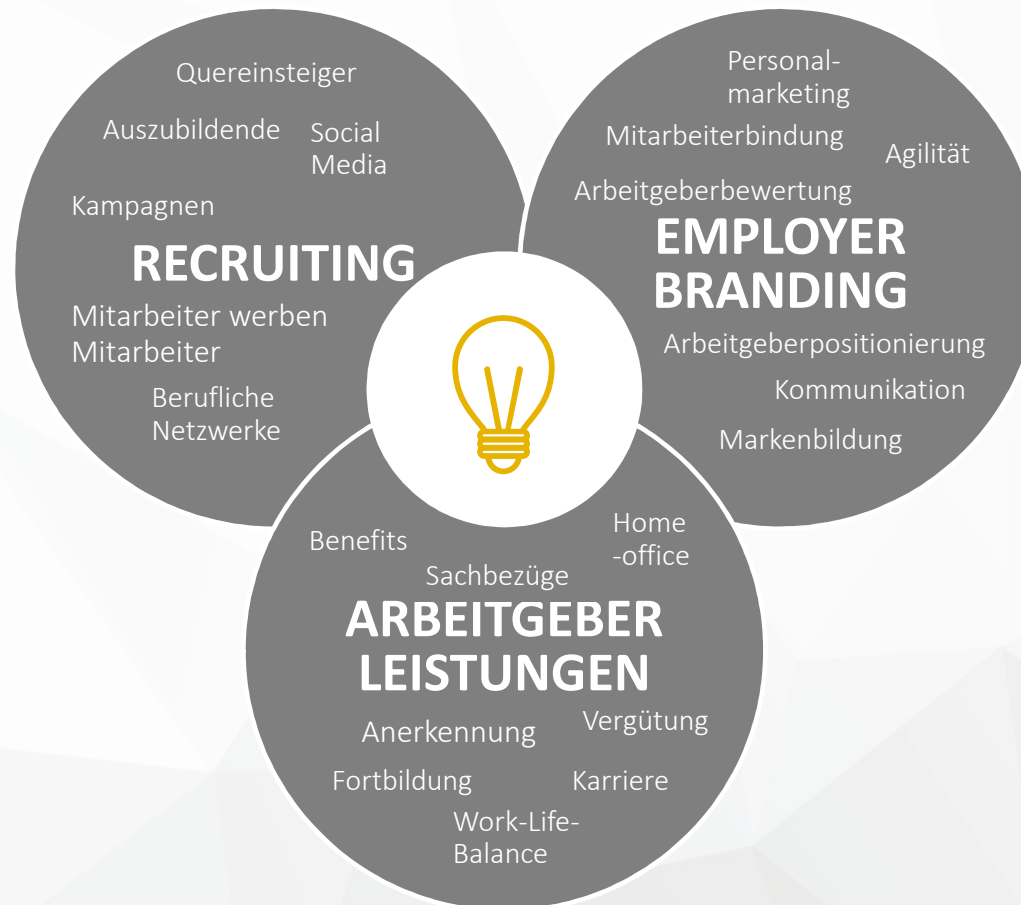 Quereinsteiger
Auszubildende
Social
Media
Kampagnen
RECRUITING
Mitarbeiter werben
Mitarbeiter
Berufliche
Netzwerke
Personal-
marketing
Mitarbeiterbindung
Agilität
Arbeitgeberbewertung
EMPLOYER
BRANDING
Arbeitgeberpositionierung
Kommunikation
Markenbildung
Benefits
Home
-office
Sachbezüge
ARBEITGEBER
LEISTUNGEN
Anerkennung
Vergütung
Fortbildung
Karriere
Work-Life-
Balance